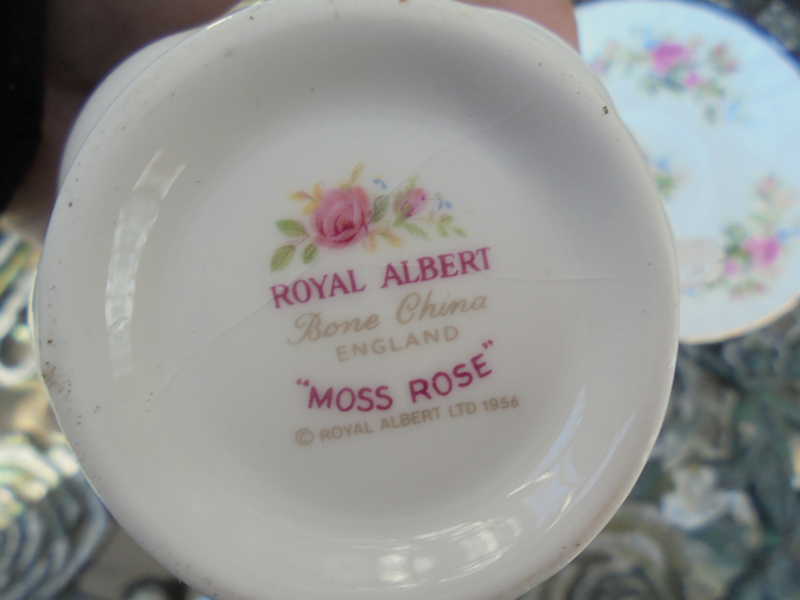 ROYAL ALBERT
Bone China
ENGLAND
"MOSS ROSE"
© ROYAL ALBERT LTD 1956